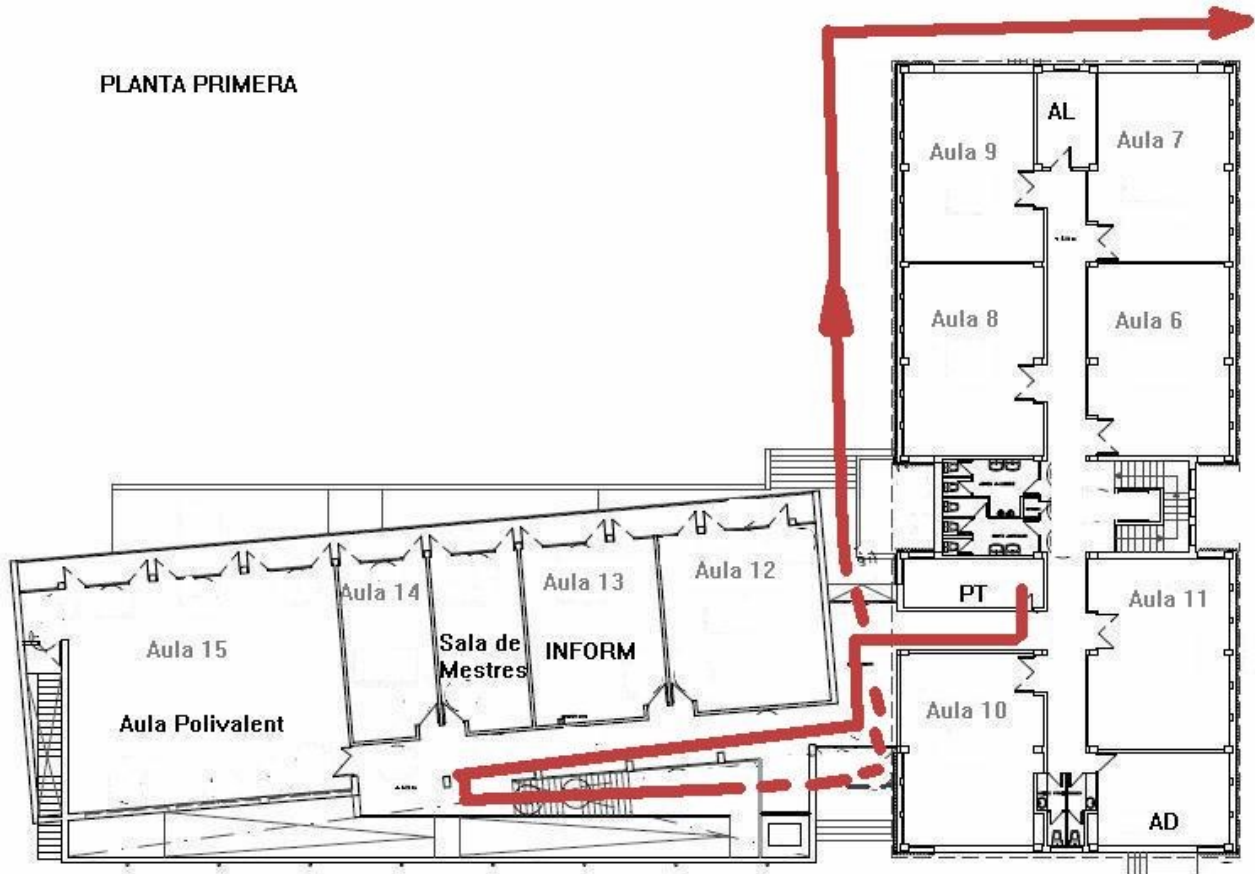 PLANTA PRIMERA
AL
Aula 9
Aula 7
Aula 8
Aula 6
Aula 14
Aula 13
Aula 12
PT
Aula 11
Aula 15
Sala de
Mestres
INFORM
Aula Polivalent
Aula 10
AD